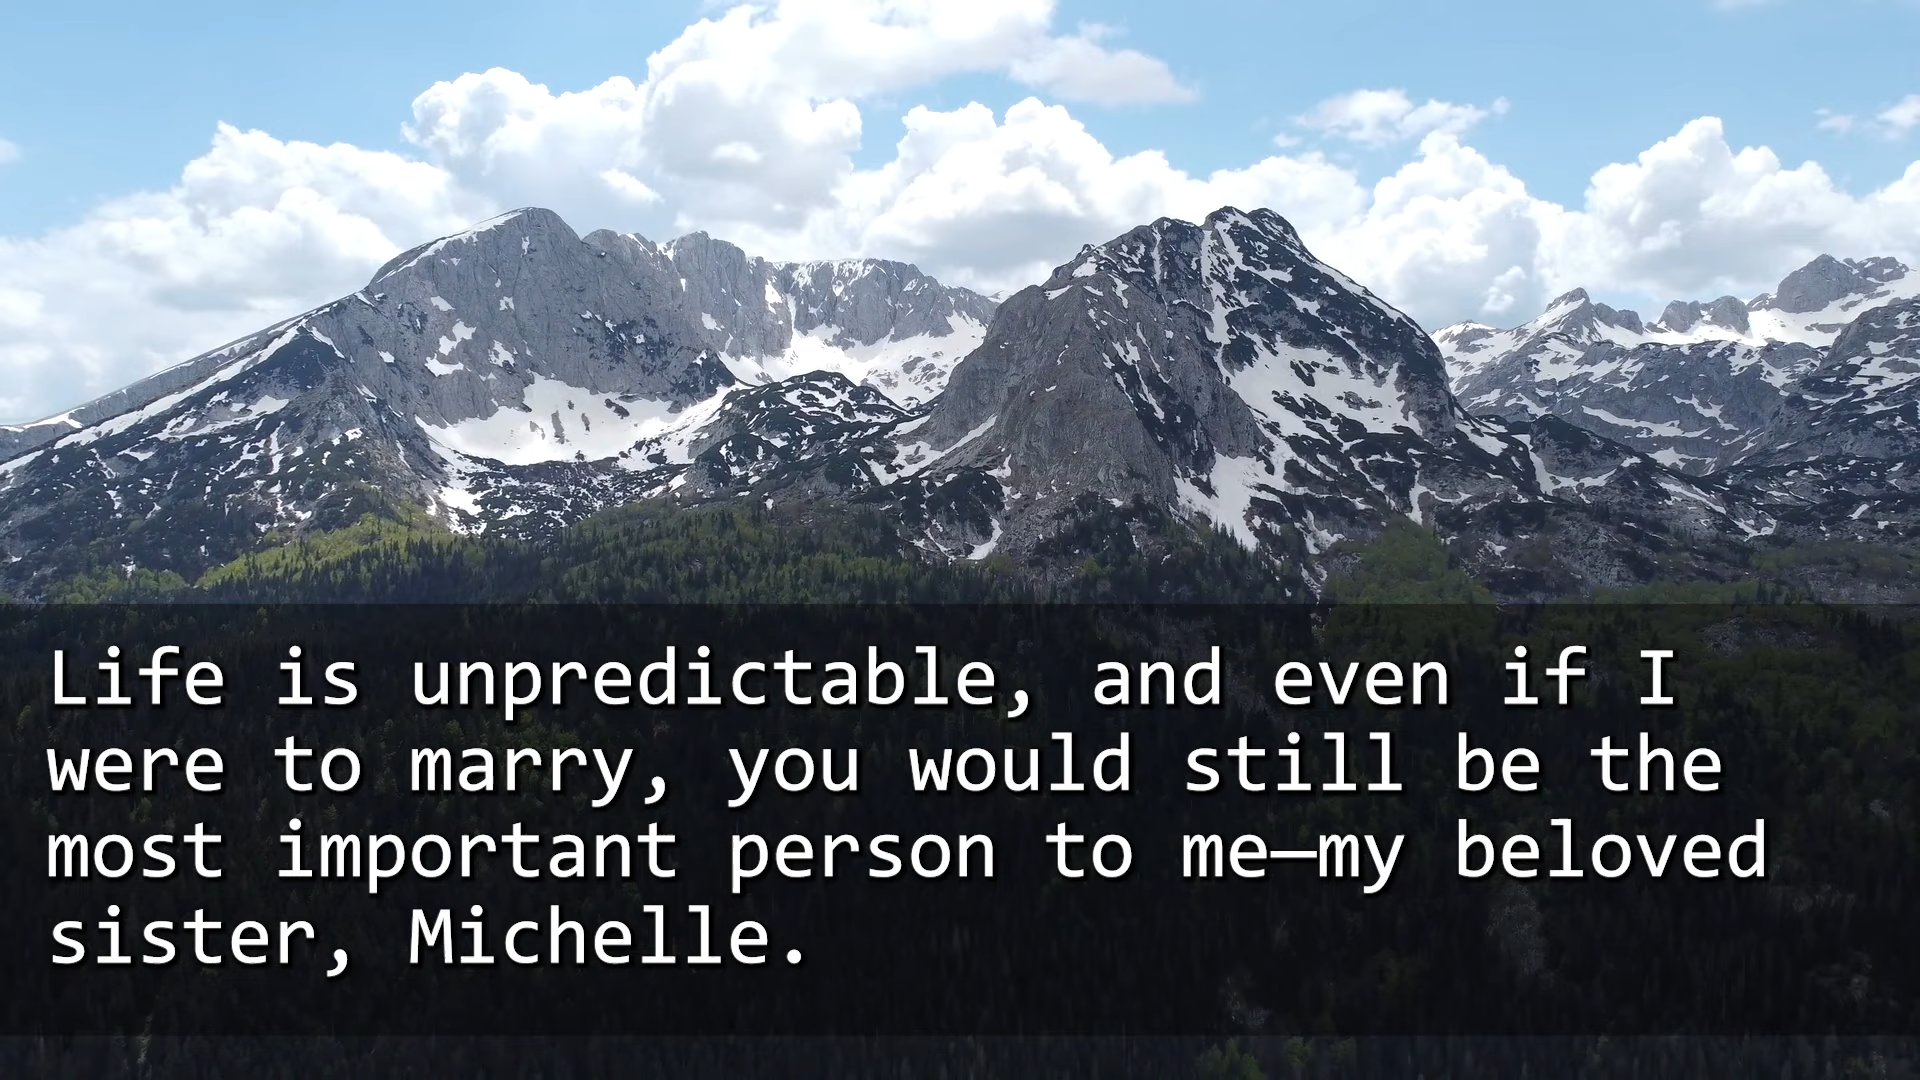 Life is unpredictable, and even if I
were to marry, you would still be the
most important person to me—my beloved
sister, Michelle.